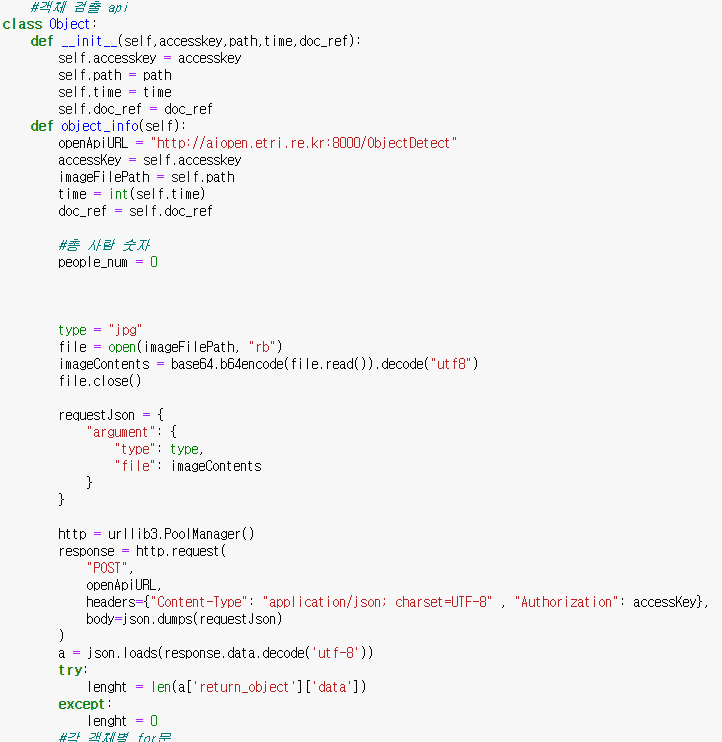 #객체 검출 api
class Object:
    def __init__(self,accesskey,path,time,doc_ref):
        self.accesskey = accesskey
        self.path = path
        self.time = time
        self.doc_ref = doc_ref
    def object_info(self):
        openApiURL = "http://aiopen.etri.re.kr:8000/ObjectDetect"
        accessKey = self.accesskey
        imageFilePath = self.path
        time = int(self.time)
        doc_ref = self.doc_ref
        #총 사람 숫자
        people_num = 0
        type = "jpg"
        file = open(imageFilePath, "rb")
        imageContents = base64.b64encode(file.read()).decode("utf8")
        file.close()
        requestJson = {
            "argument": {
                "type": type,
                "file": imageContents
            }
        }
        http = urllib3.PoolManager()
        response = http.request(
            "POST",
            openApiURL,
            headers={"Content-Type": "application/json; charset=UTF-8" , "Authorization": accessKey},
            body=json.dumps(requestJson)
        )
        a = json.loads(response.data.decode('utf-8'))
        try:
            lenght = len(a['return_object']['data'])
        except:
            lenght = 0
        #각 객체별 for문